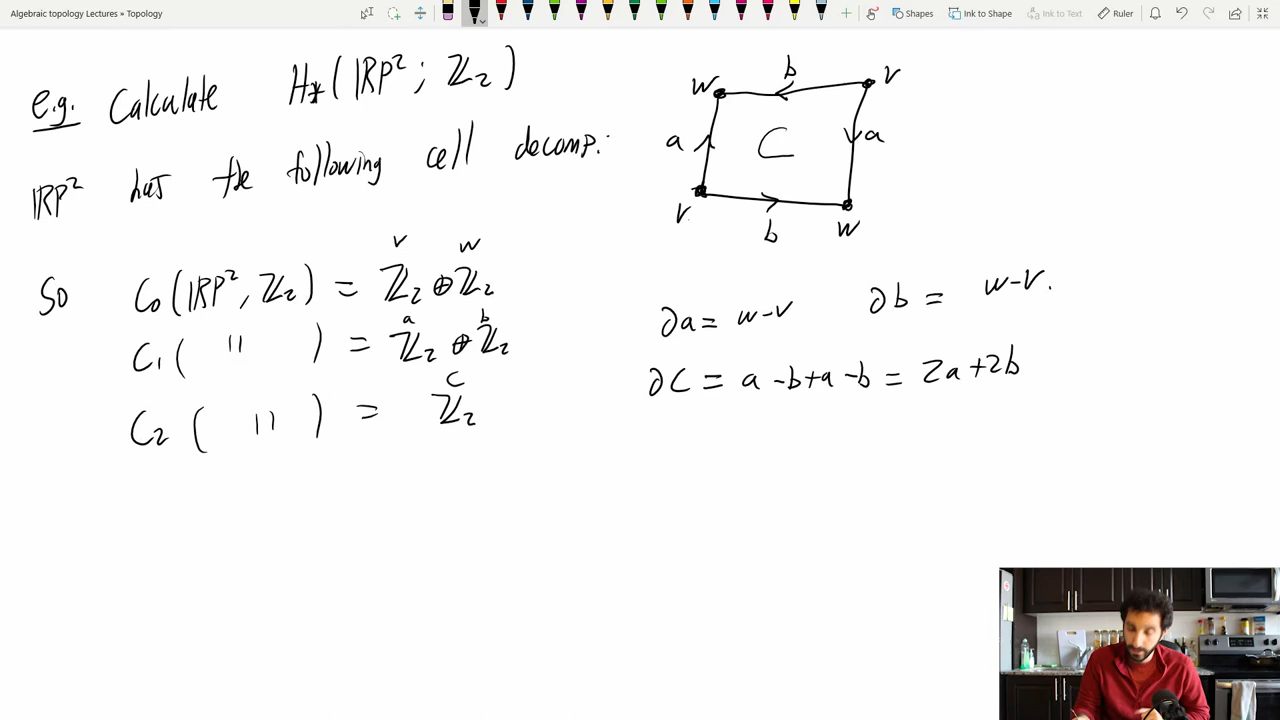 Algebraic topology Lectures » Topology
Shapes
Ink to Shape
Ink to Text
Ruler
e.g. Calculate H_*(ℝP²; ℤ₂)
ℝP² has the following cell decomp:
w b v
a C a
v b w
So
v w
C₀(ℝP², ℤ₂) = ℤ₂ ⊕ ℤ₂
a b
C₁( " ) = ℤ₂ ⊕ ℤ₂
c
C₂( " ) = ℤ₂
∂a = w-v ∂b = w-v.
∂C = a -b+a -b = 2a+2b